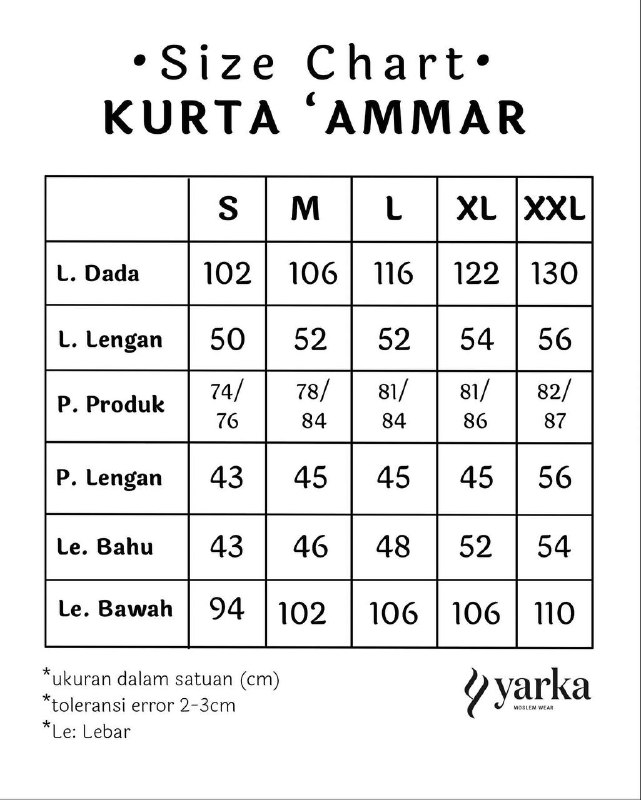 •Size Chart•
KURTA ‘AMMAR
S M L XL XXL
L. Dada 102 106 116 122 130
L. Lengan 50 52 52 54 56
P. Produk 74/ 78/ 81/ 81/ 82/
76 84 84 86 87
P. Lengan 43 45 45 45 56
Le. Bahu 43 46 48 52 54
Le. Bawah 94 102 106 106 110
*ukuran dalam satuan (cm)
*toleransi error 2-3cm
*Le: Lebar
yarka
MOSLEM WEAR